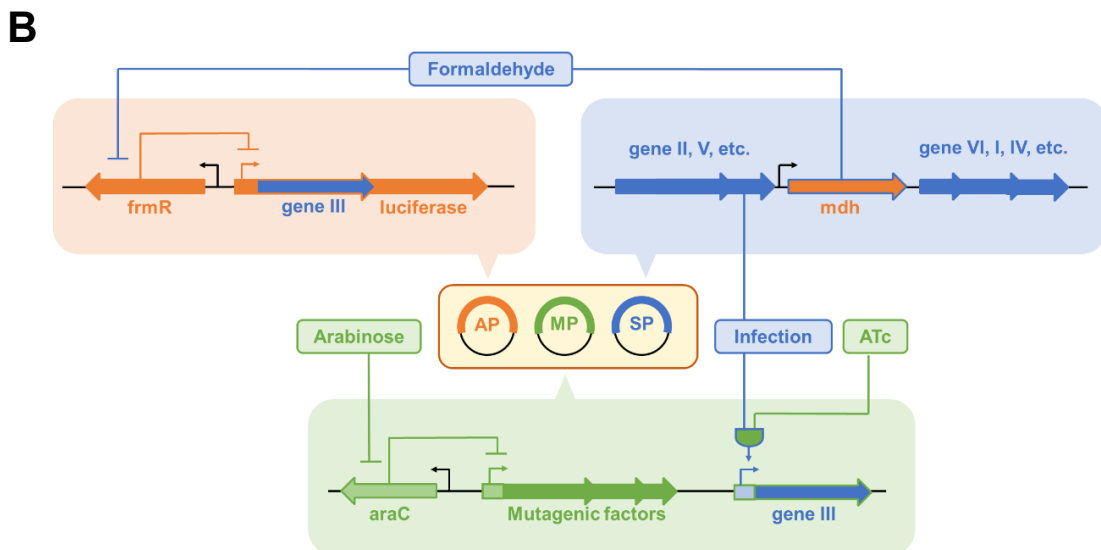 B
Formaldehyde
gene II, V, etc.
gene VI, I, IV, etc.
frmR
gene III
luciferase
mdh
AP
MP
SP
Arabinose
Infection
ATc
araC
Mutagenic factors
gene III